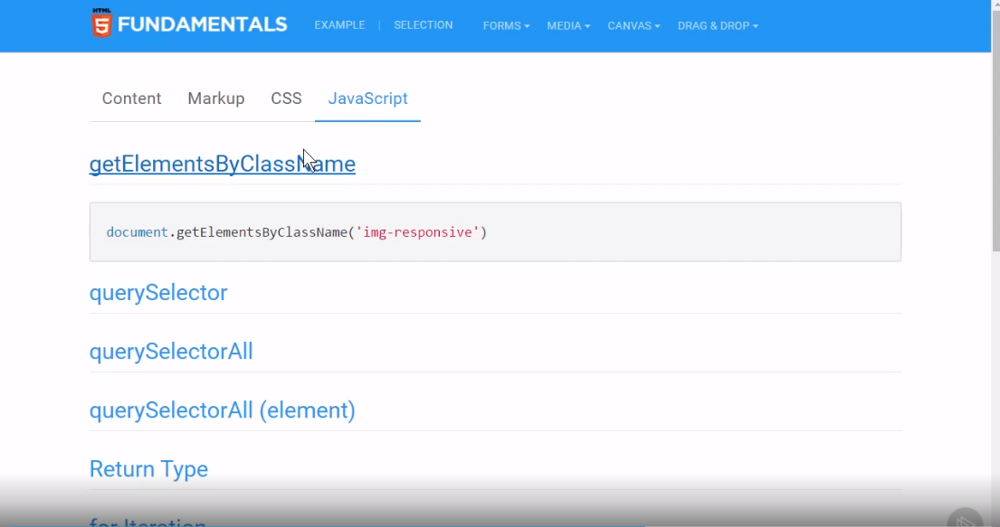 HTML
5 FUNDAMENTALS EXAMPLE | SELECTION FORMS MEDIA CANVAS DRAG & DROP
Content Markup CSS JavaScript
getElementsByClassName
document.getElementsByClassName('img-responsive')
querySelector
querySelectorAll
querySelectorAll (element)
Return Type
for Iteration